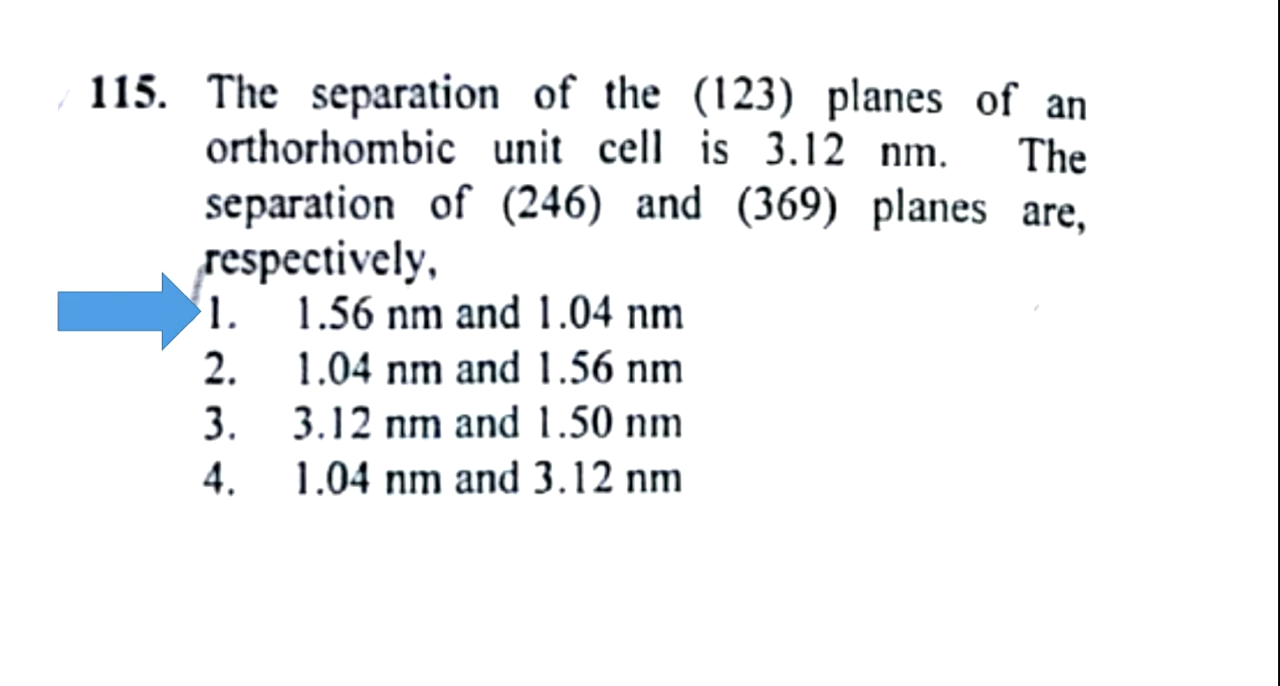 115. The separation of the (123) planes of an
orthorhombic unit cell is 3.12 nm. The
separation of (246) and (369) planes are,
respectively,
1. 1.56 nm and 1.04 nm
2. 1.04 nm and 1.56 nm
3. 3.12 nm and 1.50 nm
4. 1.04 nm and 3.12 nm